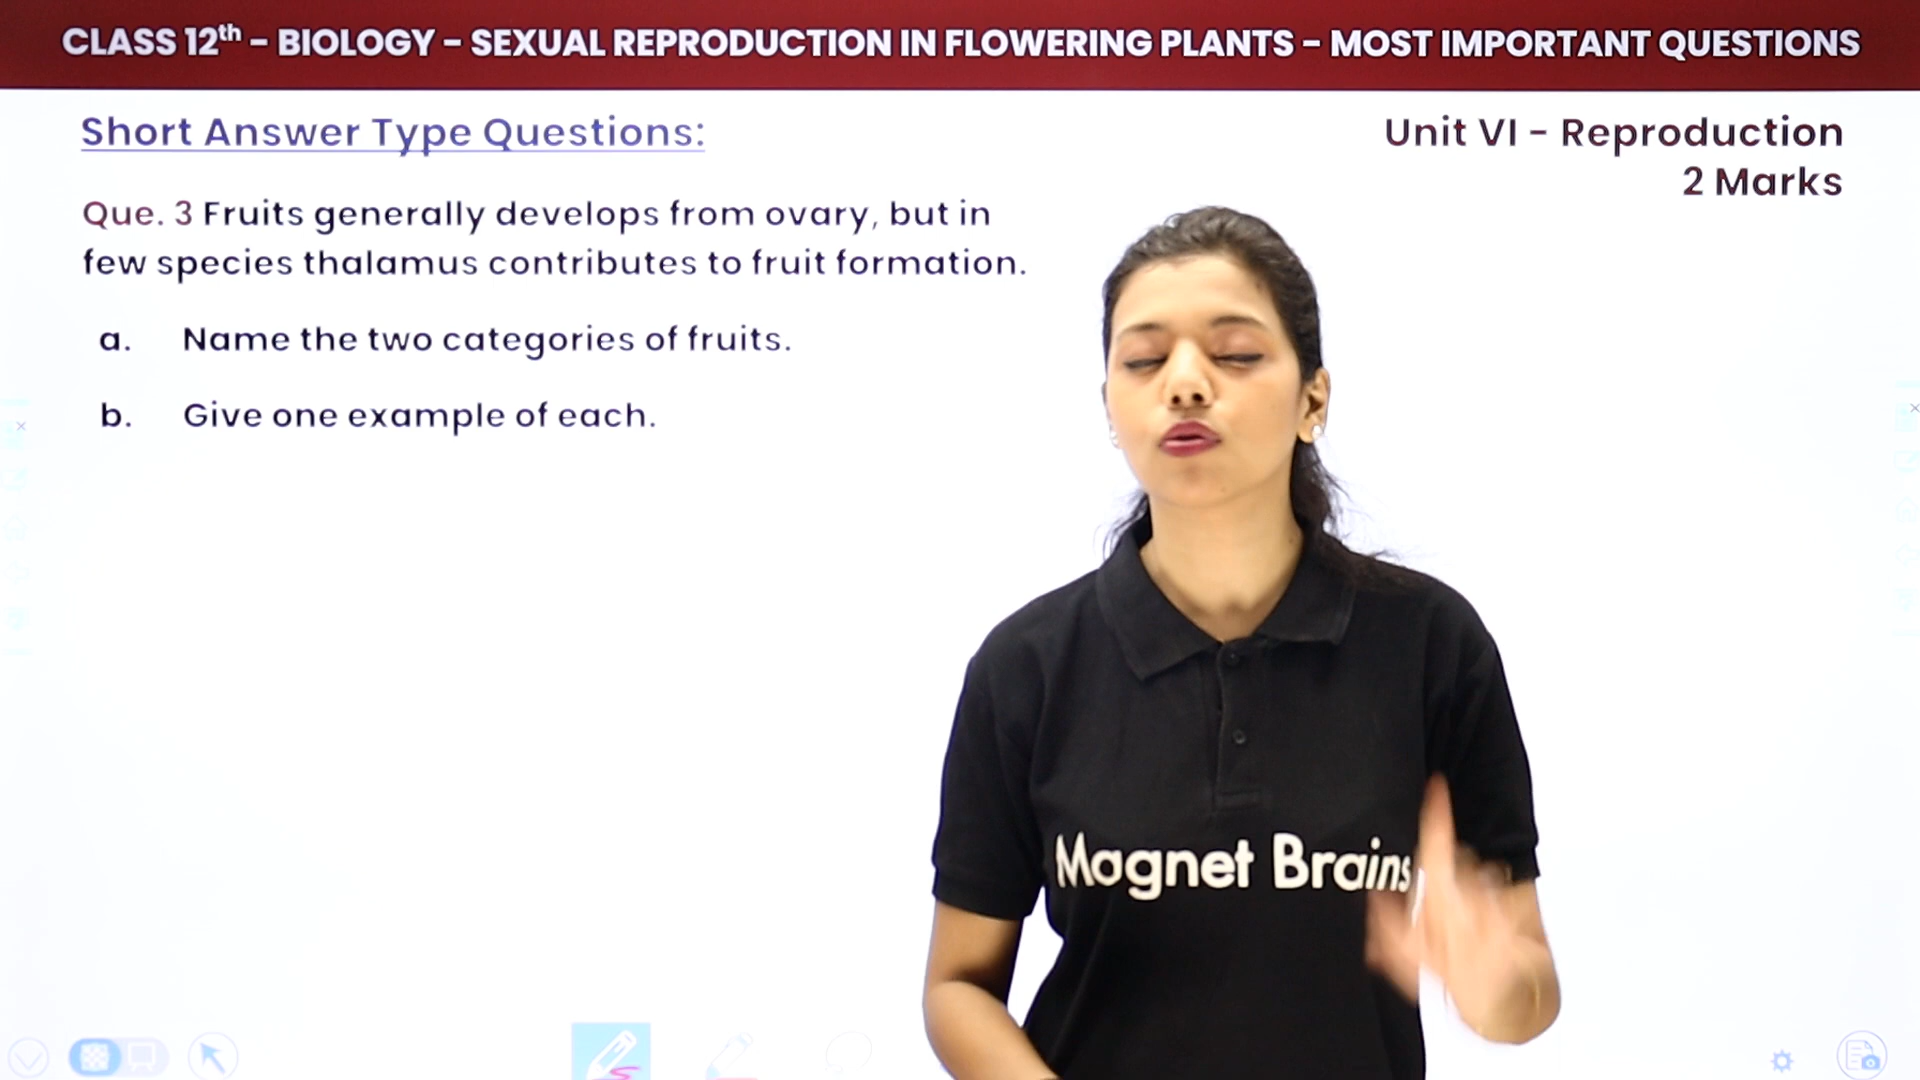 CLASS 12th - BIOLOGY - SEXUAL REPRODUCTION IN FLOWERING PLANTS - MOST IMPORTANT QUESTIONS
Short Answer Type Questions:
Unit VI - Reproduction
2 Marks
Que. 3 Fruits generally develops from ovary, but in
few species thalamus contributes to fruit formation.
a. Name the two categories of fruits.
b. Give one example of each.
Magnet Brains